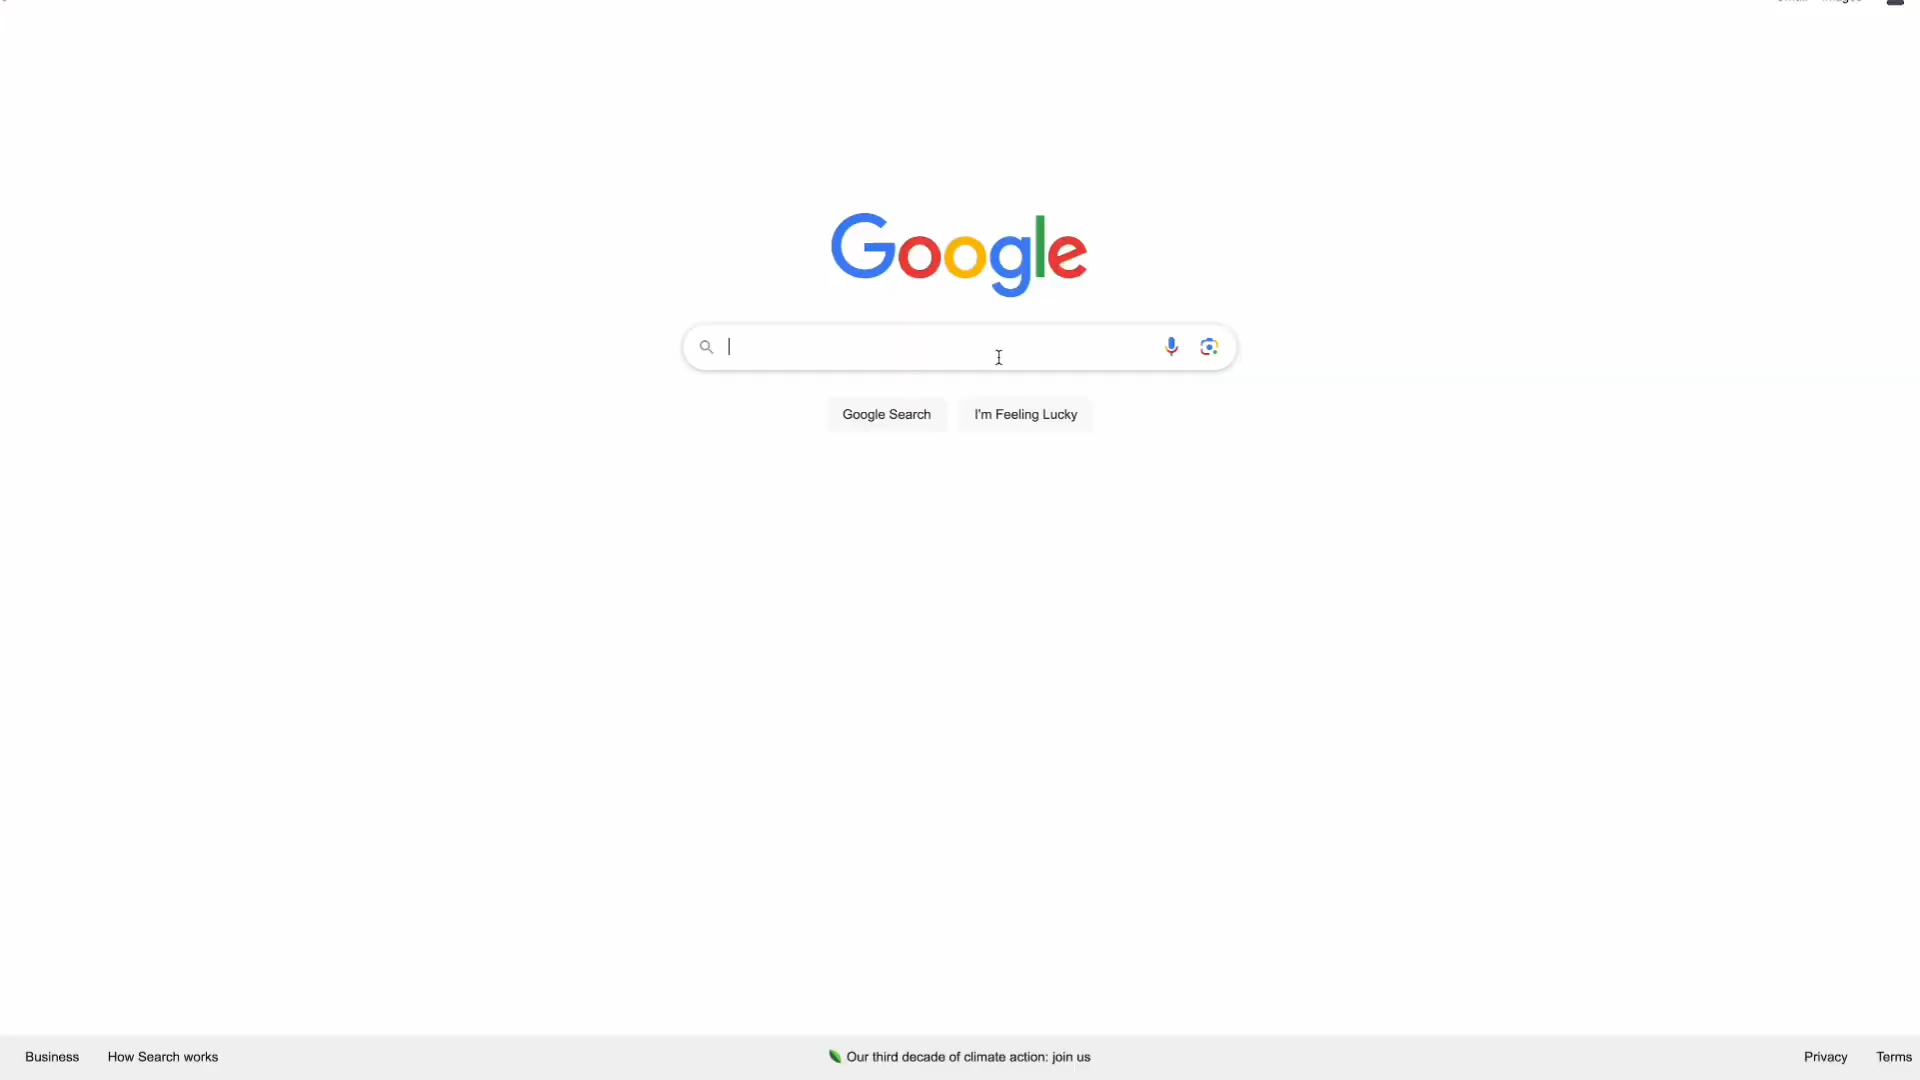 Google
Google Search
I'm Feeling Lucky
Business
How Search works
Our third decade of climate action: join us
Privacy
Terms